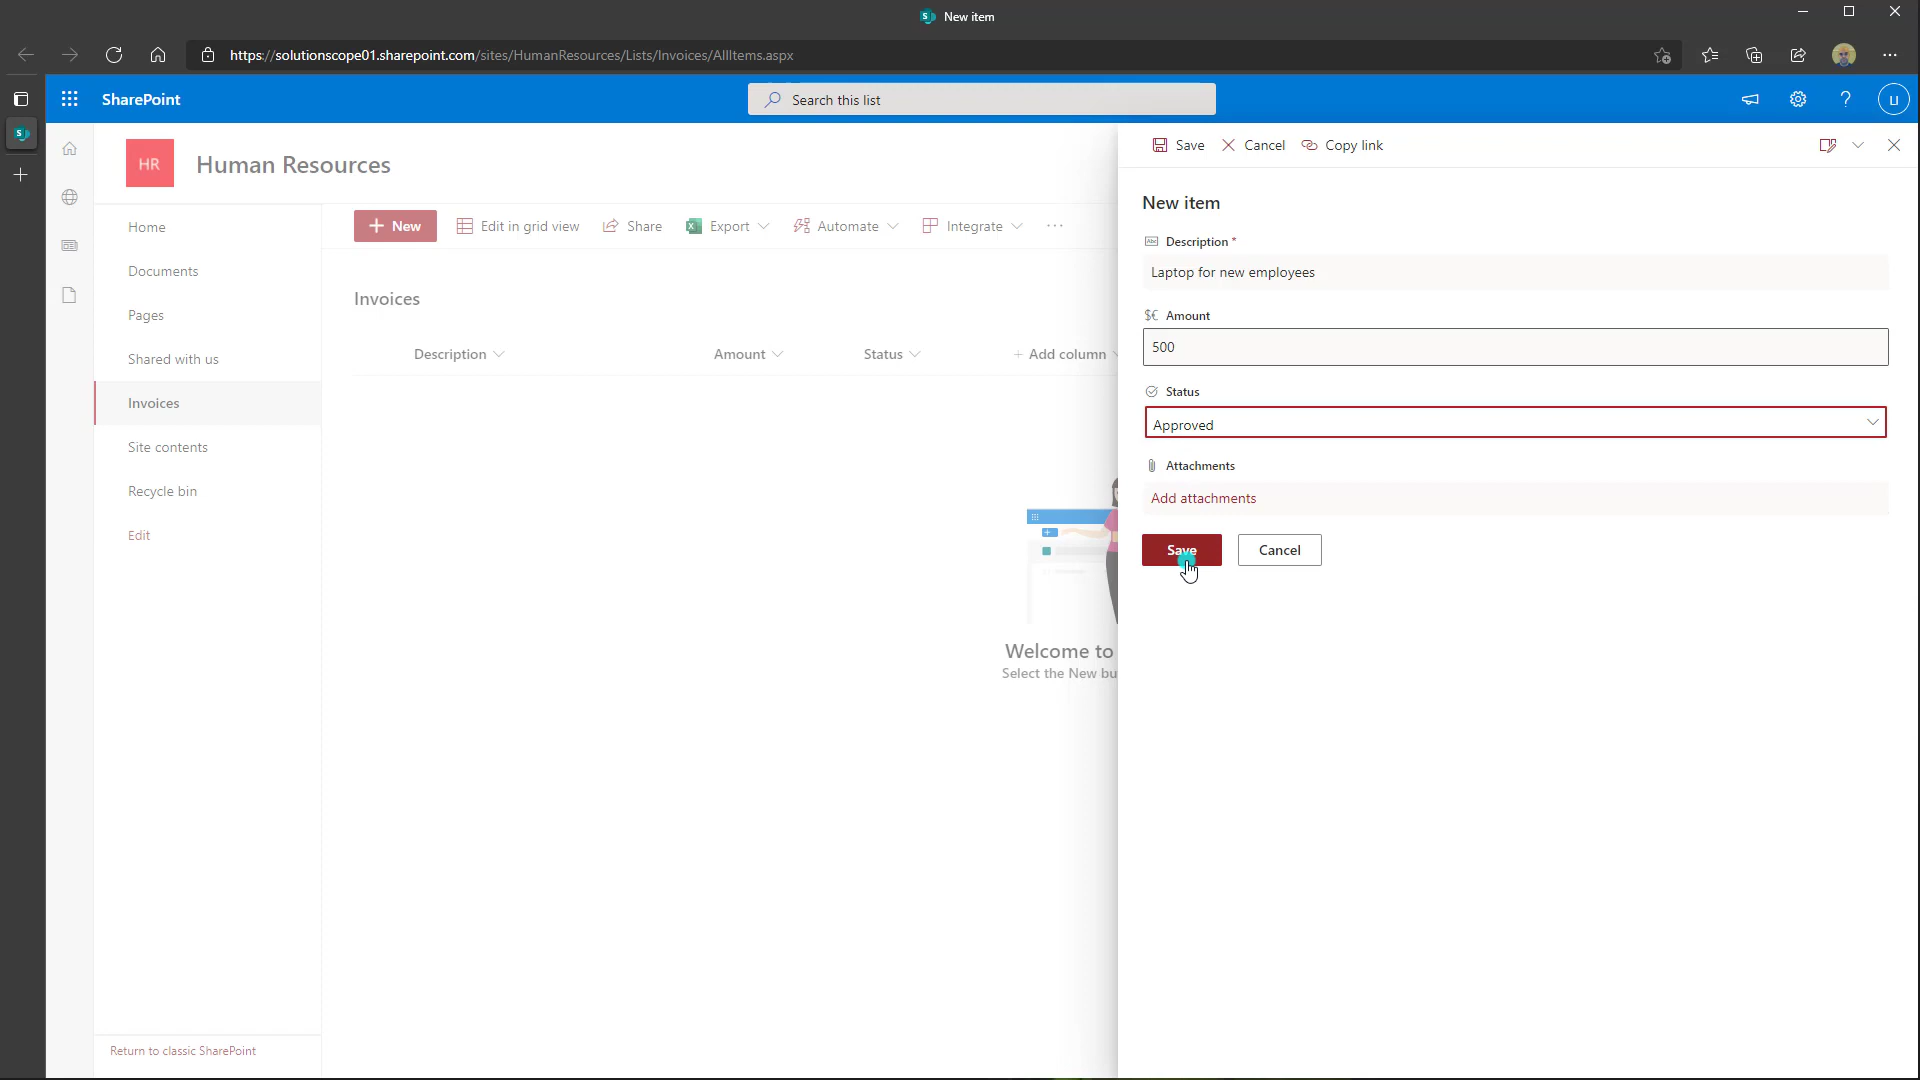 New item
https://solutionscope01.sharepoint.com/sites/HumanResources/Lists/Invoices/AllItems.aspx
SharePoint
Search this list
HR
Human Resources
Home
Documents
Pages
Shared with us
Invoices
Site contents
Recycle bin
Edit
Return to classic SharePoint
New
Edit in grid view
Share
Export
Automate
Integrate
Invoices
Description
Amount
Status
Add column
Welcome to
Select the New bu
Save
Cancel
Copy link
New item
Description *
Laptop for new employees
Amount
500
Status
Approved
Attachments
Add attachments
Save
Cancel